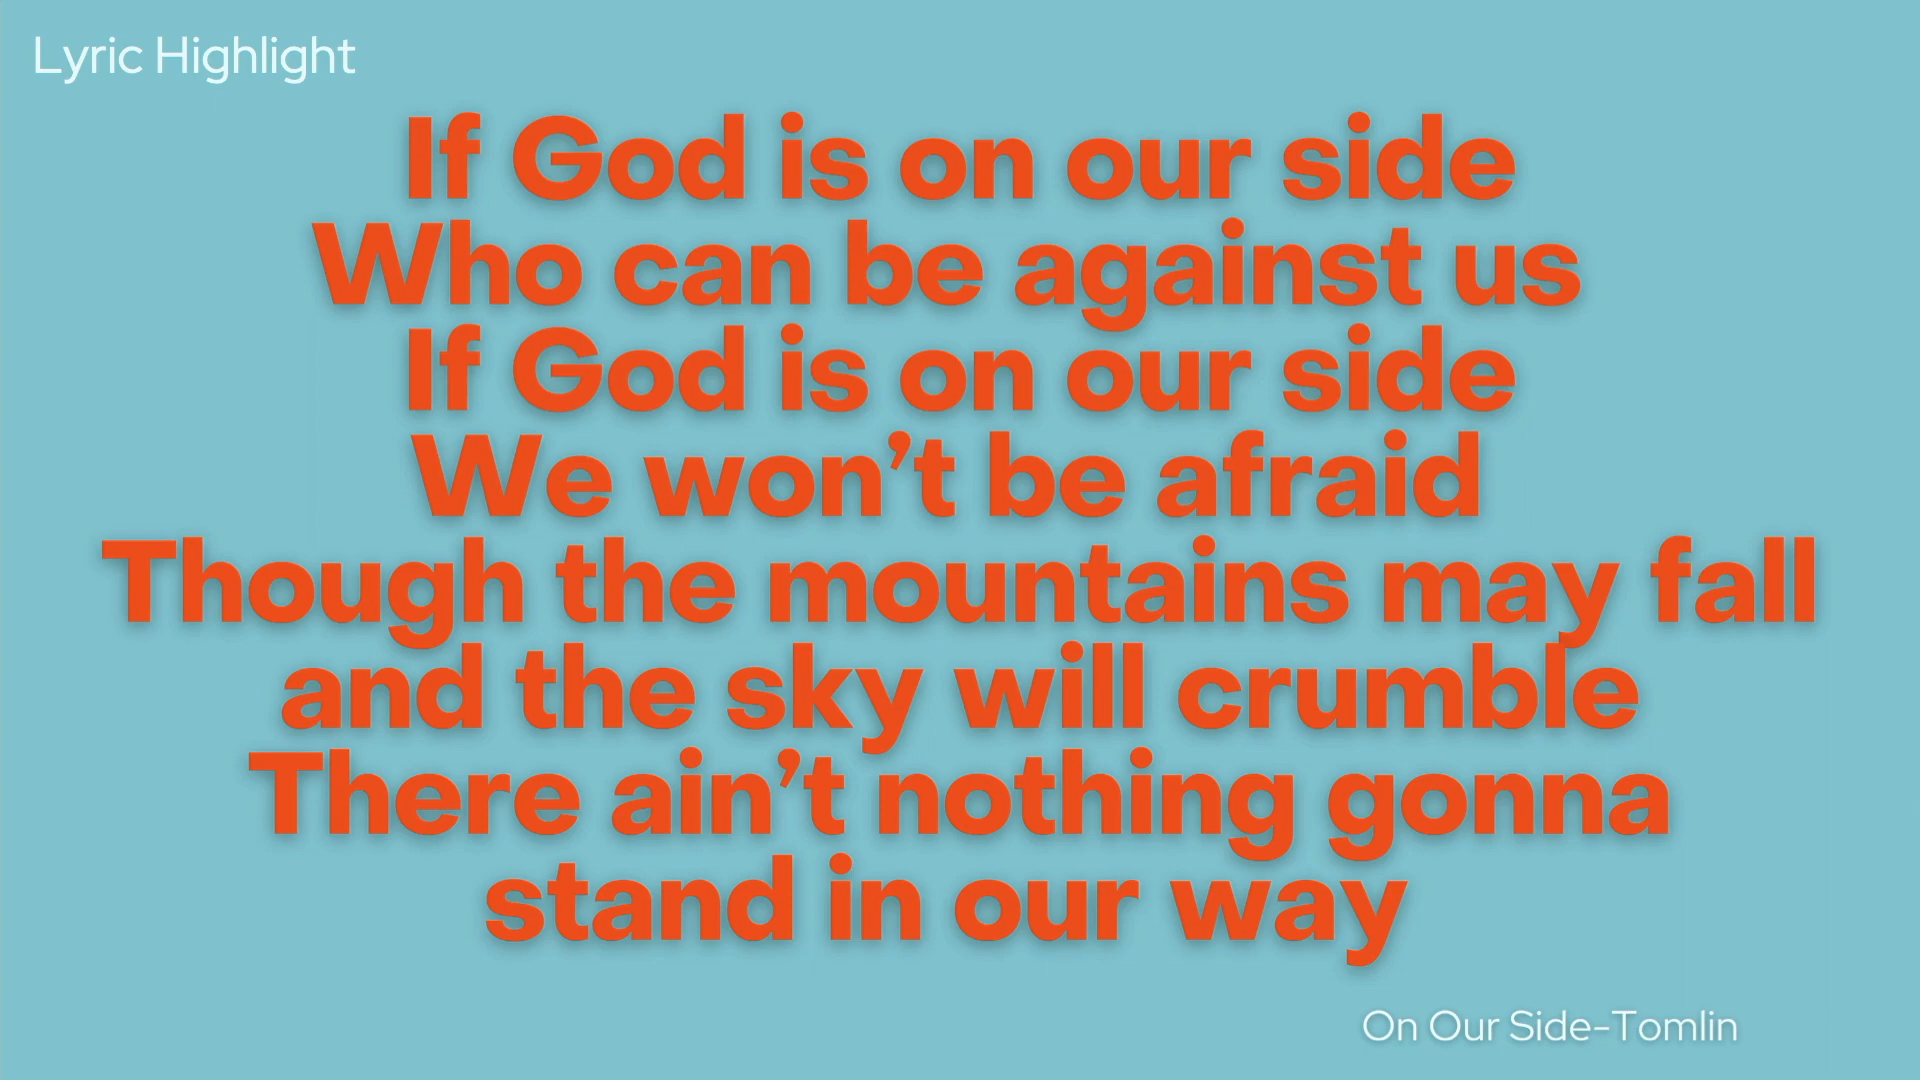 Lyric Highlight
If God is on our side
Who can be against us
If God is on our side
We won’t be afraid
Though the mountains may fall
and the sky will crumble
There ain’t nothing gonna
stand in our way
On Our Side-Tomlin